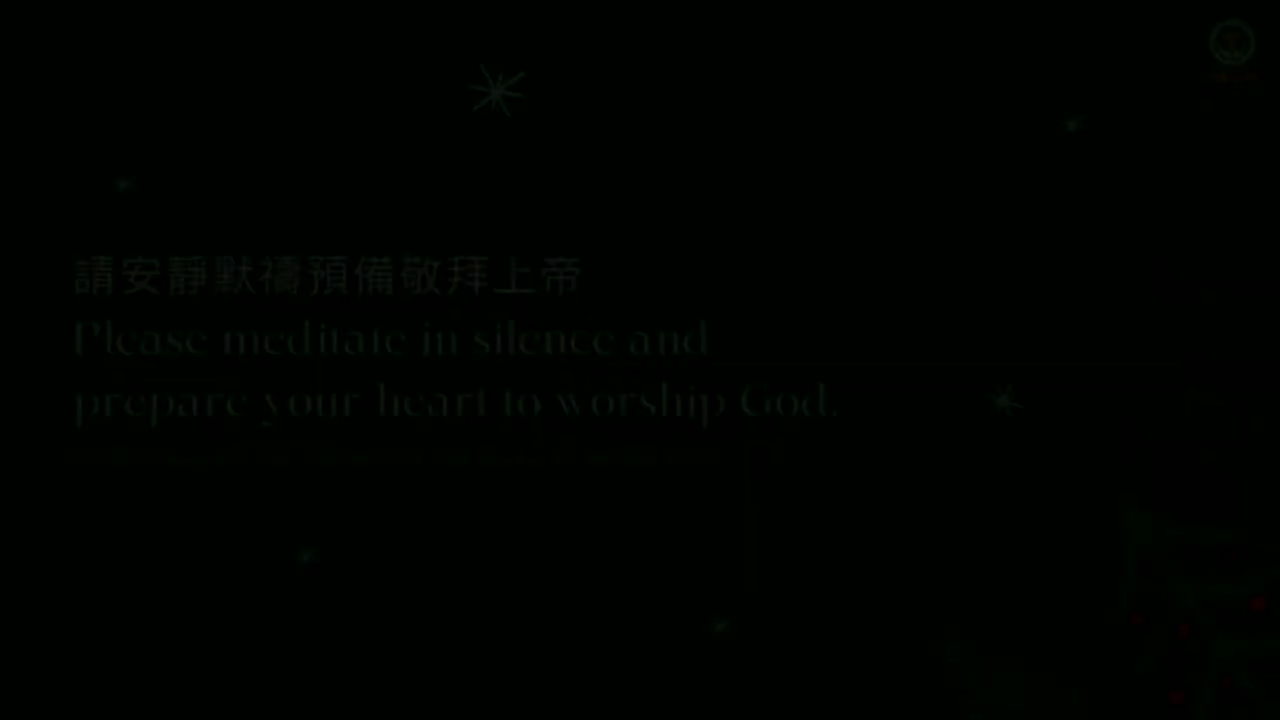 請安靜默禱預備敬拜上帝
Please meditate in silence and
prepare your heart to worship God.